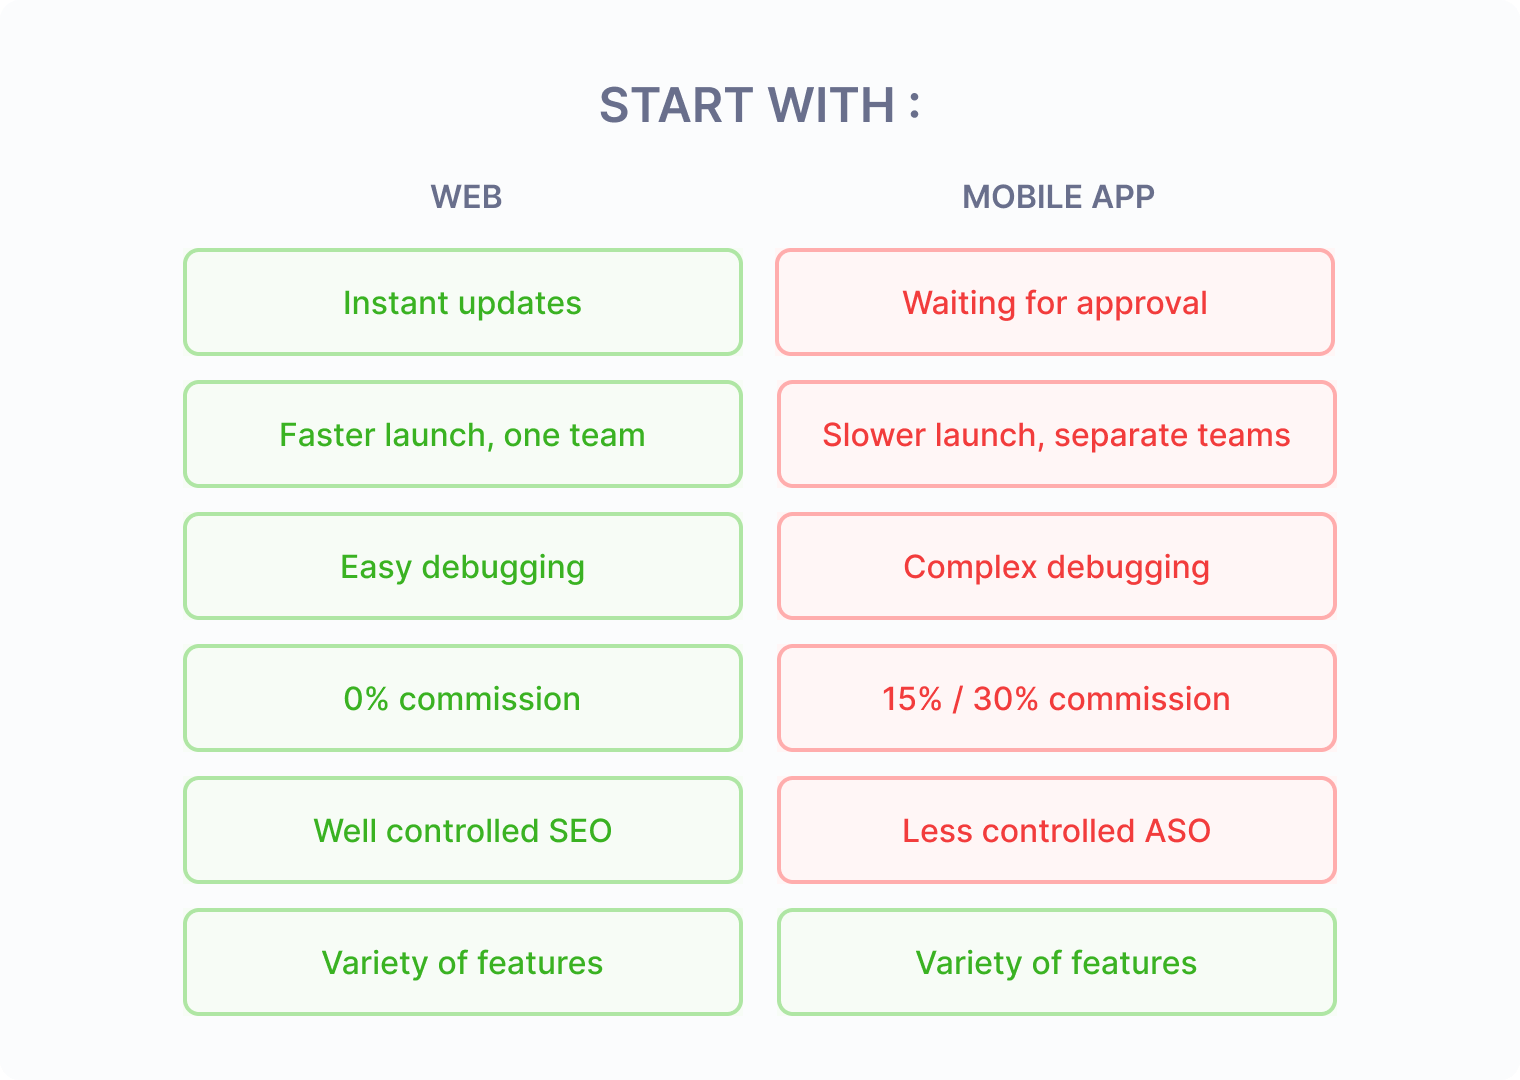 START WITH :
WEB
MOBILE APP
Instant updates
Waiting for approval
Faster launch, one team
Slower launch, separate teams
Easy debugging
Complex debugging
0% commission
15% / 30% commission
Well controlled SEO
Less controlled ASO
Variety of features
Variety of features